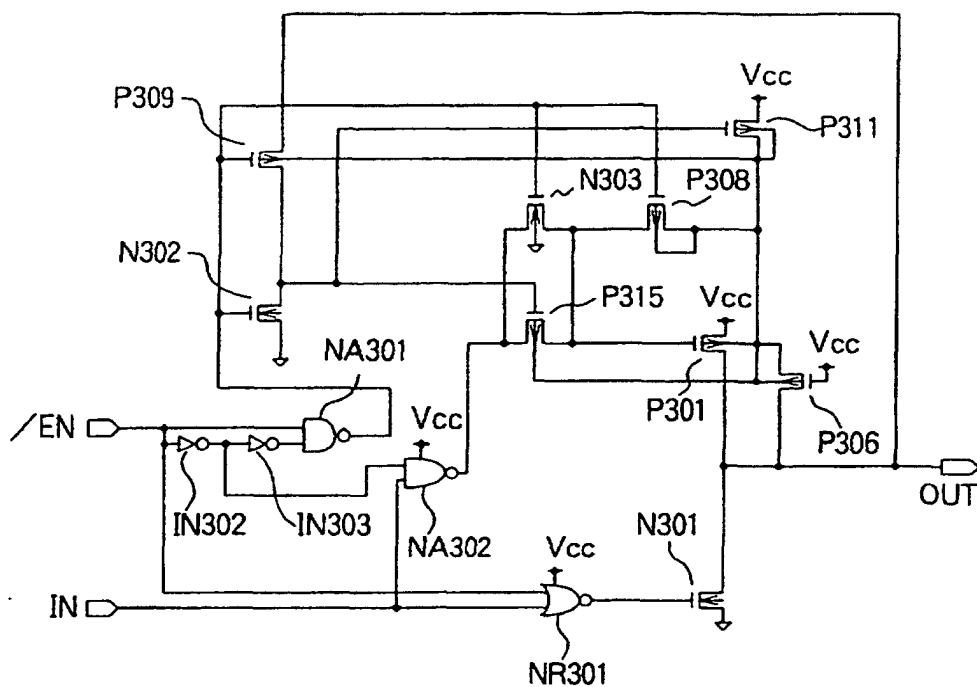 Vcc
P309
P311
N303
P308
N302
P315
Vcc
NA301
Vcc
P301
/EN
Vcc
P306
IN302
IN303
NA302
OUT
N301
Vcc
IN
NR301